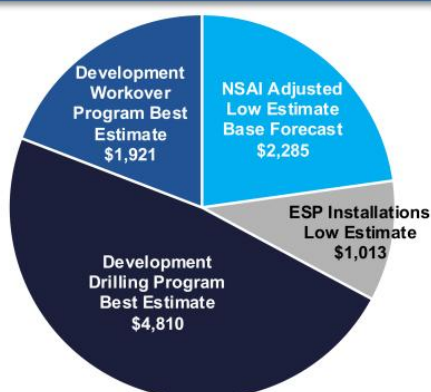 Development
Workover
Program Best
Estimate
$1,921
NSAI Adjusted
Low Estimate
Base Forecast
$2,285
ESP Installations
Low Estimate
$1,013
Development
Drilling Program
Best Estimate
$4,810